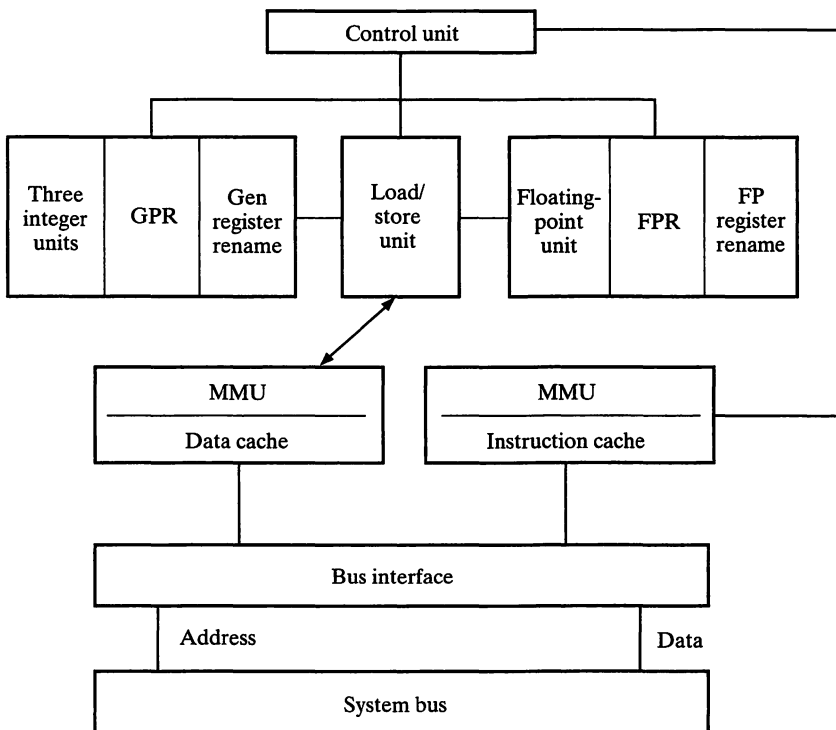 Control unit
Three
integer
units
GPR
Gen
register
rename
Load/
store
unit
Floating-
point
unit
FPR
FP
register
rename
MMU
Data cache
MMU
Instruction cache
Bus interface
Address
Data
System bus